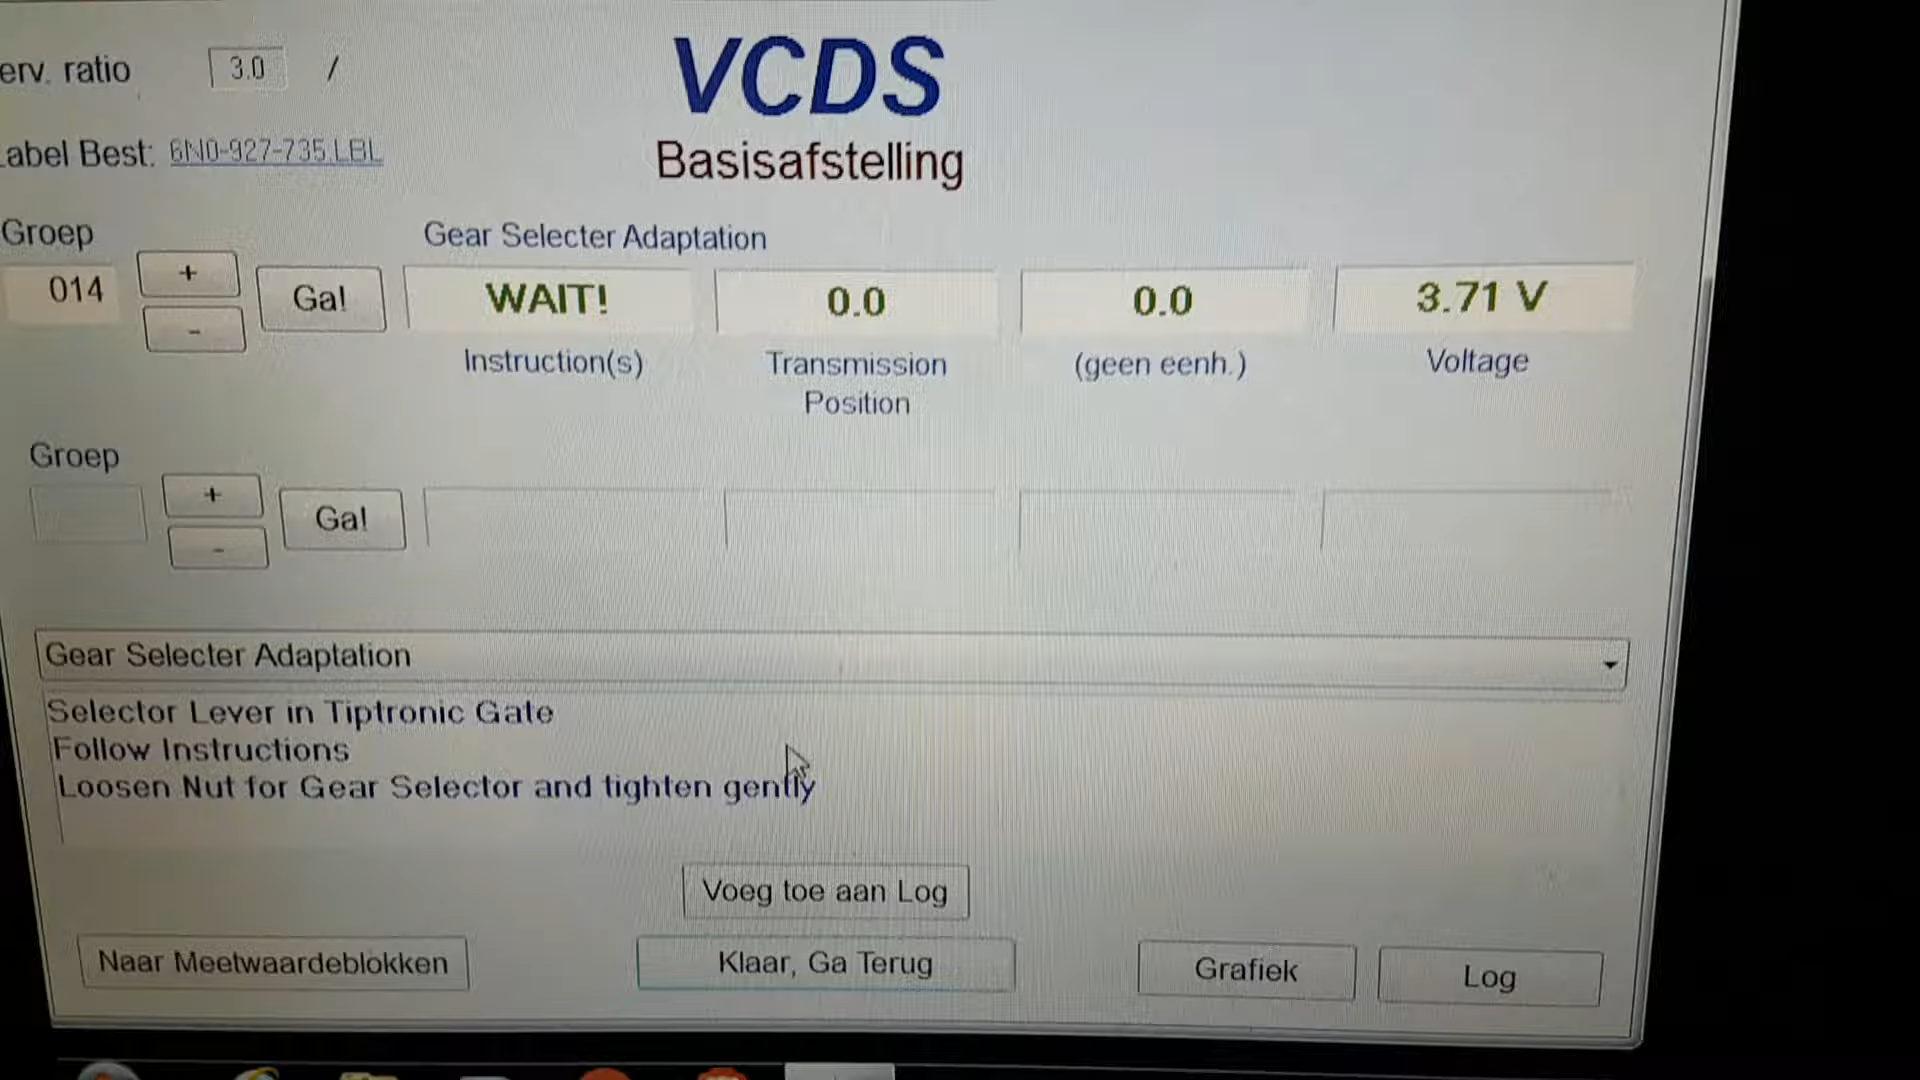 erv. ratio 3.0 /
VCDS
Label Best: 6N0-927-735.LBL
Basisafstelling
Groep
Gear Selecter Adaptation
014 + - Ga! WAIT! 0.0 0.0 3.71 V
Instruction(s) Transmission Position (geen eenh.) Voltage
Groep
+ - Ga!
Gear Selecter Adaptation
Selector Lever in Tiptronic Gate
Follow Instructions
Loosen Nut for Gear Selector and tighten gently
Voeg toe aan Log
Naar Meetwaardeblokken Klaar, Ga Terug Grafiek Log